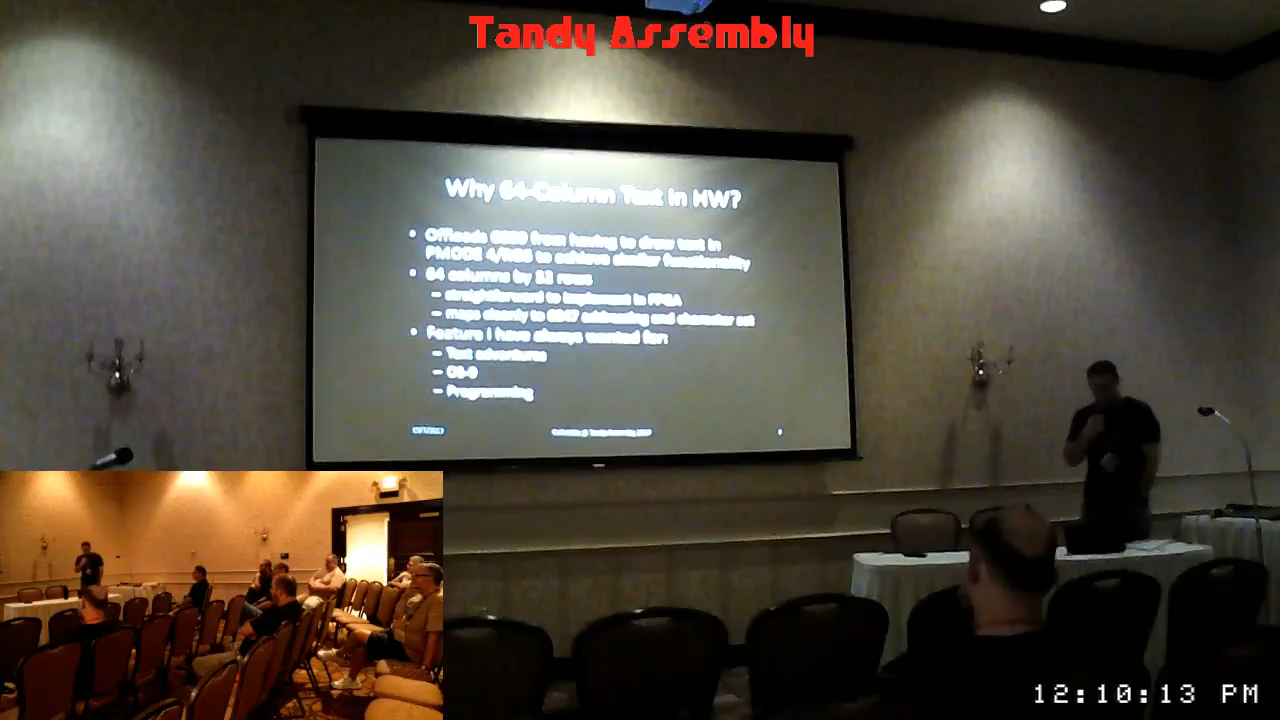 Tandy Assembly
Why 64-Column Text in HW?
• Offloads 6809 from having to draw text in
PMODE 4/RG6 to achieve similar functionality
• 64 columns by 32 rows
– straightforward to implement in FPGA
– maps cleanly to 6847 addressing and character set
• Feature I have always wanted for:
– Text adventures
– OS-9
– Programming
12:10:13 PM